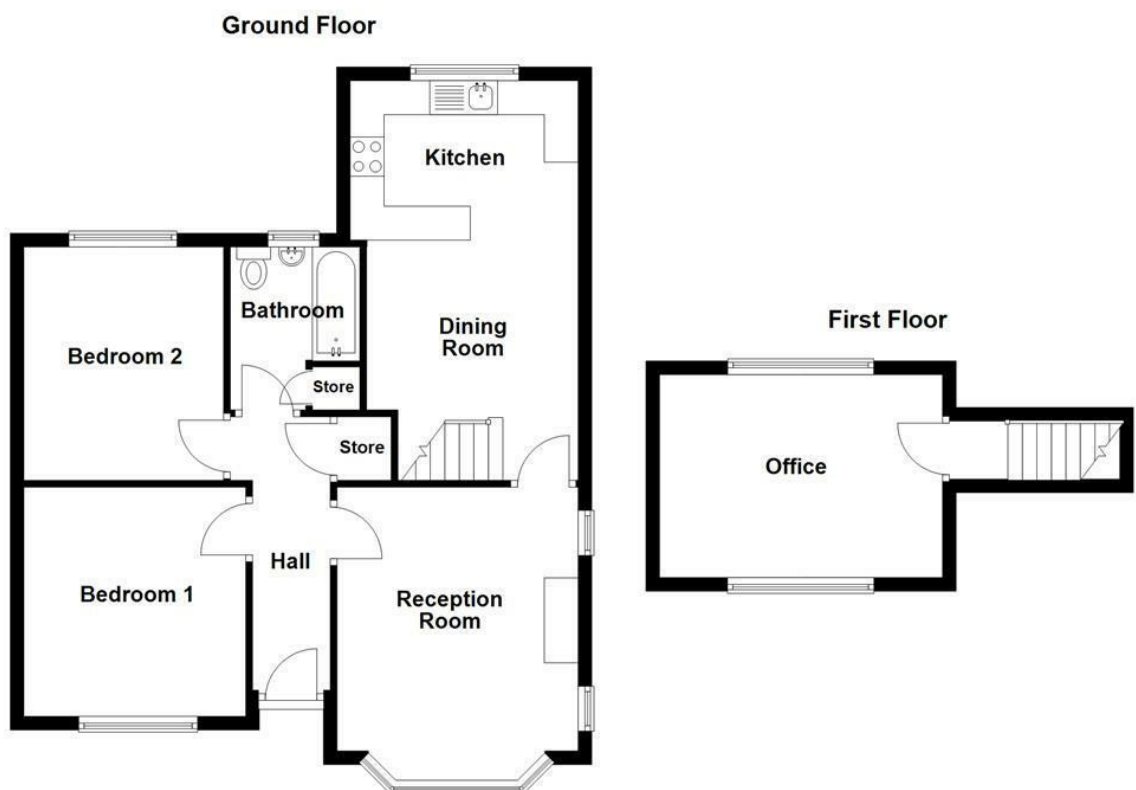 Ground Floor
Kitchen
Bathroom
Dining
Room
Bedroom 2
Store
Store
Hall
Bedroom 1
Reception
Room
First Floor
Office